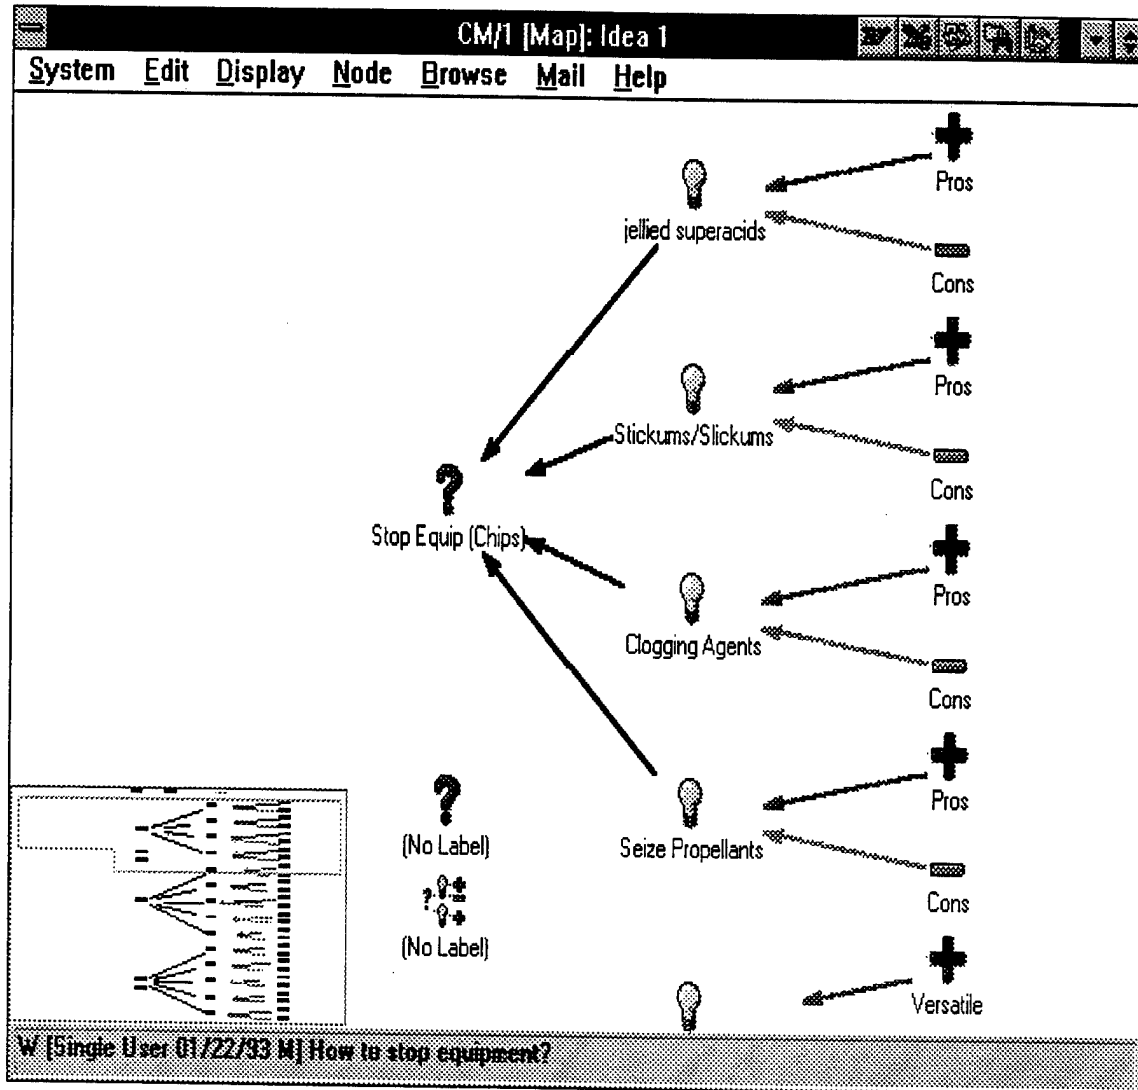 CM/1 [Map]: Idea 1
System Edit Display Node Browse Mail Help
Pros
jellied superacids
Cons
Pros
Stickums/Slickums
Cons
?
Stop Equip (Chips)
Pros
Clogging Agents
Cons
?
(No Label)
Pros
Seize Propellants
?
(No Label)
Cons
Versatile
W [Single User 01/22/93 M] How to stop equipment?